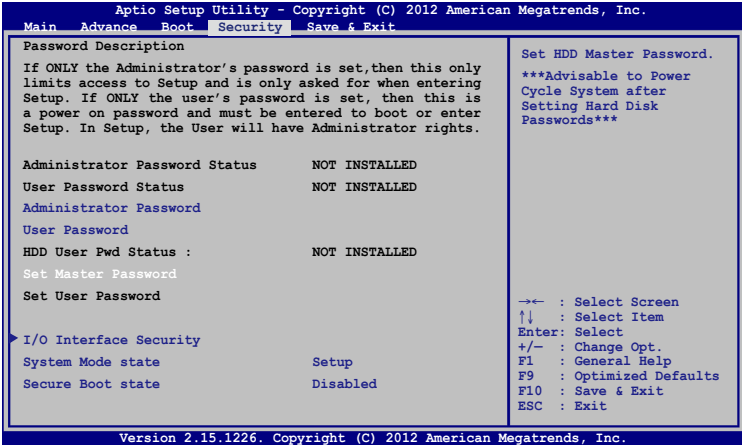 Aptio Setup Utility - Copyright (C) 2012 American Megatrends, Inc.
Main Advance Boot Security Save & Exit
Password Description
If ONLY the Administrator's password is set,then this only
limits access to Setup and is only asked for when entering
Setup. If ONLY the user's password is set, then this is
a power on password and must be entered to boot or enter
Setup. In Setup, the User will have Administrator rights.
Administrator Password Status NOT INSTALLED
User Password Status NOT INSTALLED
Administrator Password
User Password
HDD User Pwd Status : NOT INSTALLED
Set Master Password
Set User Password
I/O Interface Security
System Mode state Setup
Secure Boot state Disabled
Set HDD Master Password.
***Advisable to Power
Cycle System after
Setting Hard Disk
Passwords***
→← : Select Screen
↑↓ : Select Item
Enter: Select
+/— : Change Opt.
F1 : General Help
F9 : Optimized Defaults
F10 : Save & Exit
ESC : Exit
Version 2.15.1226. Copyright (C) 2012 American Megatrends, Inc.